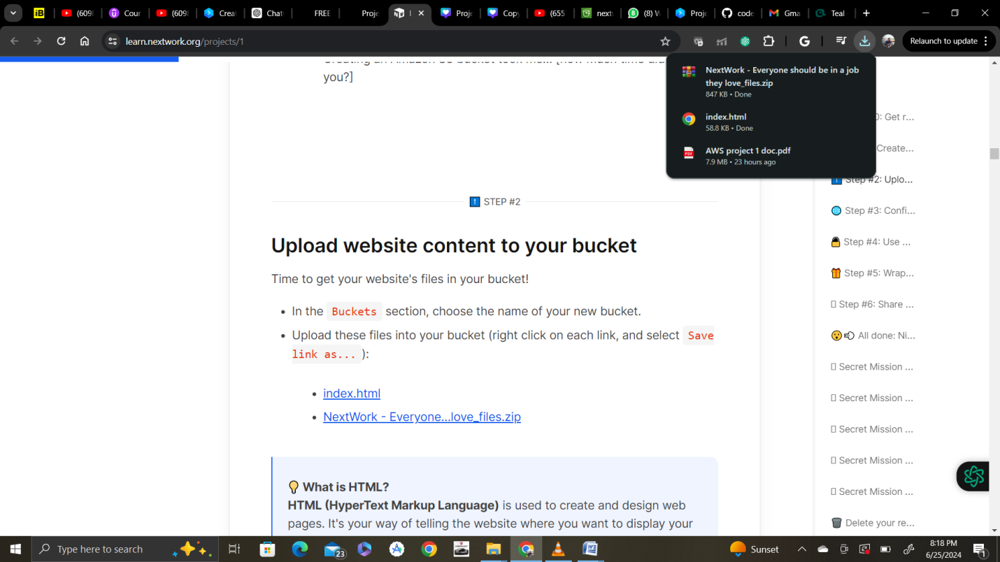 iB
(609
Cour
(609
Crea
Chat
FREE
Proje
Proje
Copy
(655
next
(8) W
Proje
code
Gma
Teal
learn.nextwork.org/projects/1
Relaunch to update
you?]
NextWork - Everyone should be in a job
they love_files.zip
847 KB • Done
index.html
58.8 KB • Done
AWS project 1 doc.pdf
7.9 MB • 23 hours ago
STEP #2
Upload website content to your bucket
Time to get your website's files in your bucket!
• In the Buckets section, choose the name of your new bucket.
• Upload these files into your bucket (right click on each link, and select Save
link as... ):
• index.html
• NextWork - Everyone...love_files.zip
What is HTML?
HTML (HyperText Markup Language) is used to create and design web
pages. It's your way of telling the website where you want to display your
0: Get r...
Create...
Step #2: Uplo...
Step #3: Confi...
Step #4: Use ...
Step #5: Wrap...
Step #6: Share ...
All done: Ni...
Secret Mission ...
Secret Mission ...
Secret Mission ...
Secret Mission ...
Secret Mission ...
Delete your re...
Type here to search
23
Sunset
8:18 PM
6/25/2024
1